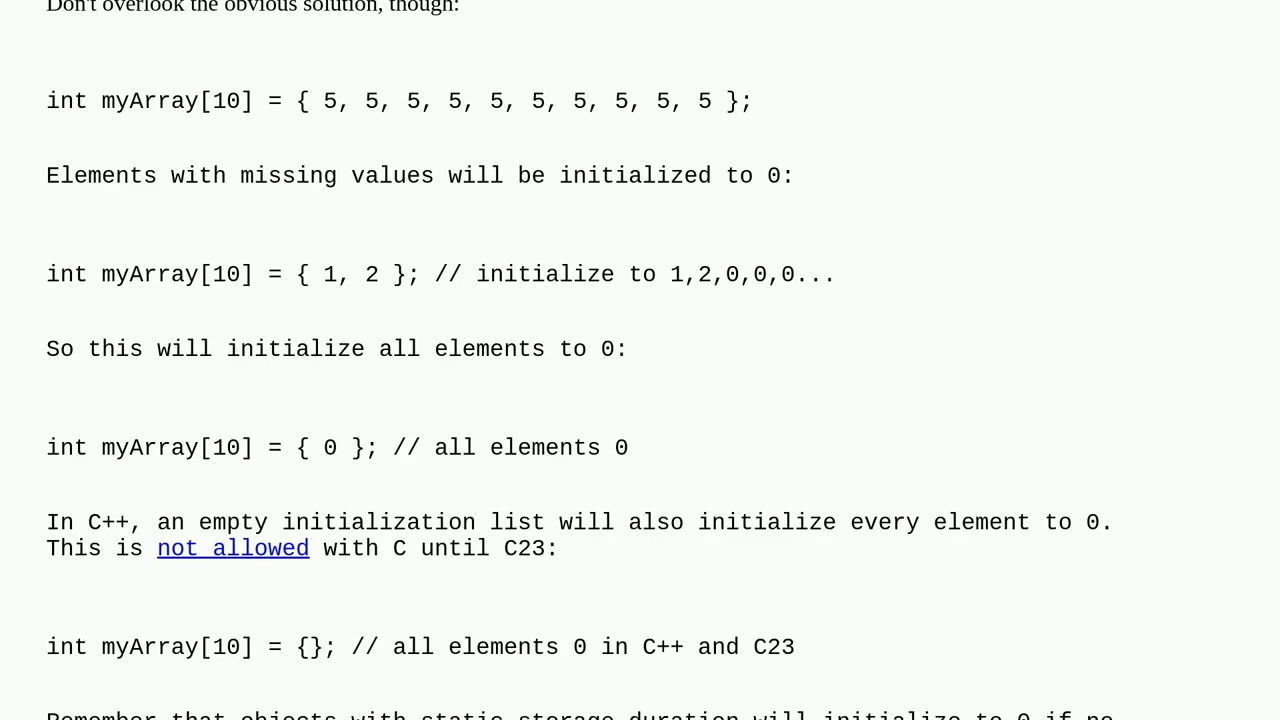 Don't overlook the obvious solution, though:
int myArray[10] = { 5, 5, 5, 5, 5, 5, 5, 5, 5, 5 };
Elements with missing values will be initialized to 0:
int myArray[10] = { 1, 2 }; // initialize to 1,2,0,0,0...
So this will initialize all elements to 0:
int myArray[10] = { 0 }; // all elements 0
In C++, an empty initialization list will also initialize every element to 0.
This is not allowed with C until C23:
int myArray[10] = {}; // all elements 0 in C++ and C23
Remember that objects with static storage duration will initialize to 0 if no